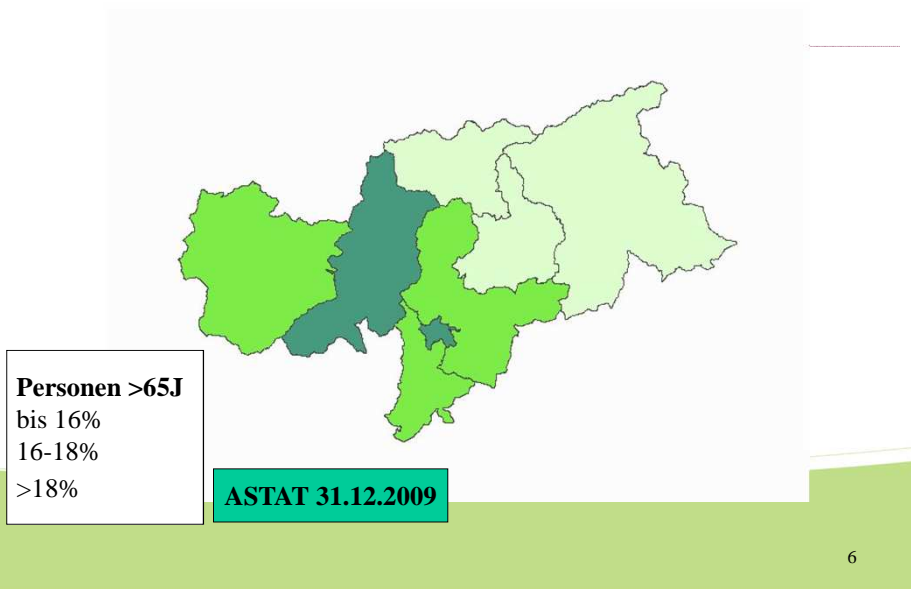 Personen >65J
bis 16%
16-18%
>18%
ASTAT 31.12.2009
6